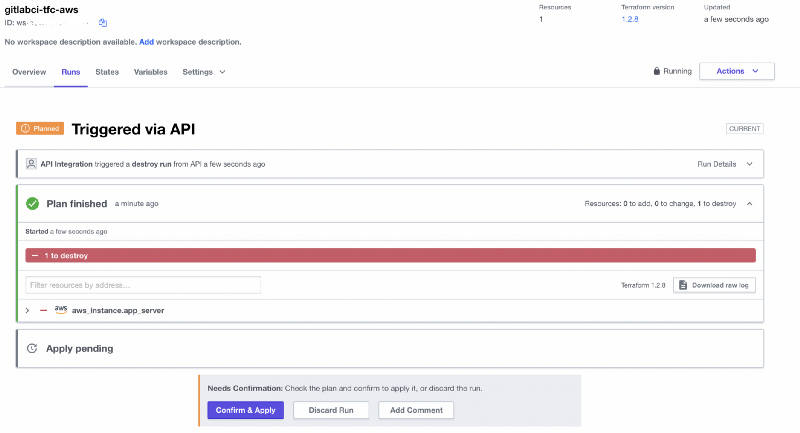 gitlabci-tfc-aws
ID: ws-
No workspace description available. Add workspace description.
Resources
1
Terraform version
1.2.8
Updated
a few seconds ago
Overview
Runs
States
Variables
Settings
Running
Actions
Planned
Triggered via API
CURRENT
API Integration triggered a destroy run from API a few seconds ago
Run Details
Plan finished
a minute ago
Resources: 0 to add, 0 to change, 1 to destroy
Started a few seconds ago
1 to destroy
Filter resources by address...
Terraform 1.2.8
Download raw log
aws
aws_instance.app_server
Apply pending
Needs Confirmation: Check the plan and confirm to apply it, or discard the run.
Confirm & Apply
Discard Run
Add Comment